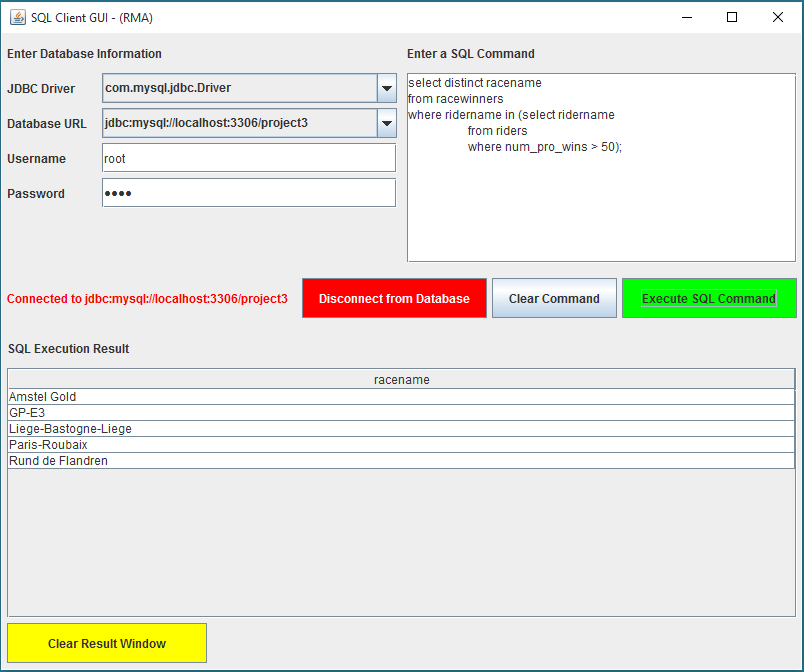 SQL Client GUI - (RMA)
Enter Database Information
JDBC Driver
com.mysql.jdbc.Driver
Database URL
jdbc:mysql://localhost:3306/project3
Username
root
Password
••••
Enter a SQL Command
select distinct racename
from racewinners
where ridername in (select ridername
from riders
where num_pro_wins > 50);
Connected to jdbc:mysql://localhost:3306/project3
Disconnect from Database
Clear Command
Execute SQL Command
SQL Execution Result
racename
Amstel Gold
GP-E3
Liege-Bastogne-Liege
Paris-Roubaix
Rund de Flandren
Clear Result Window